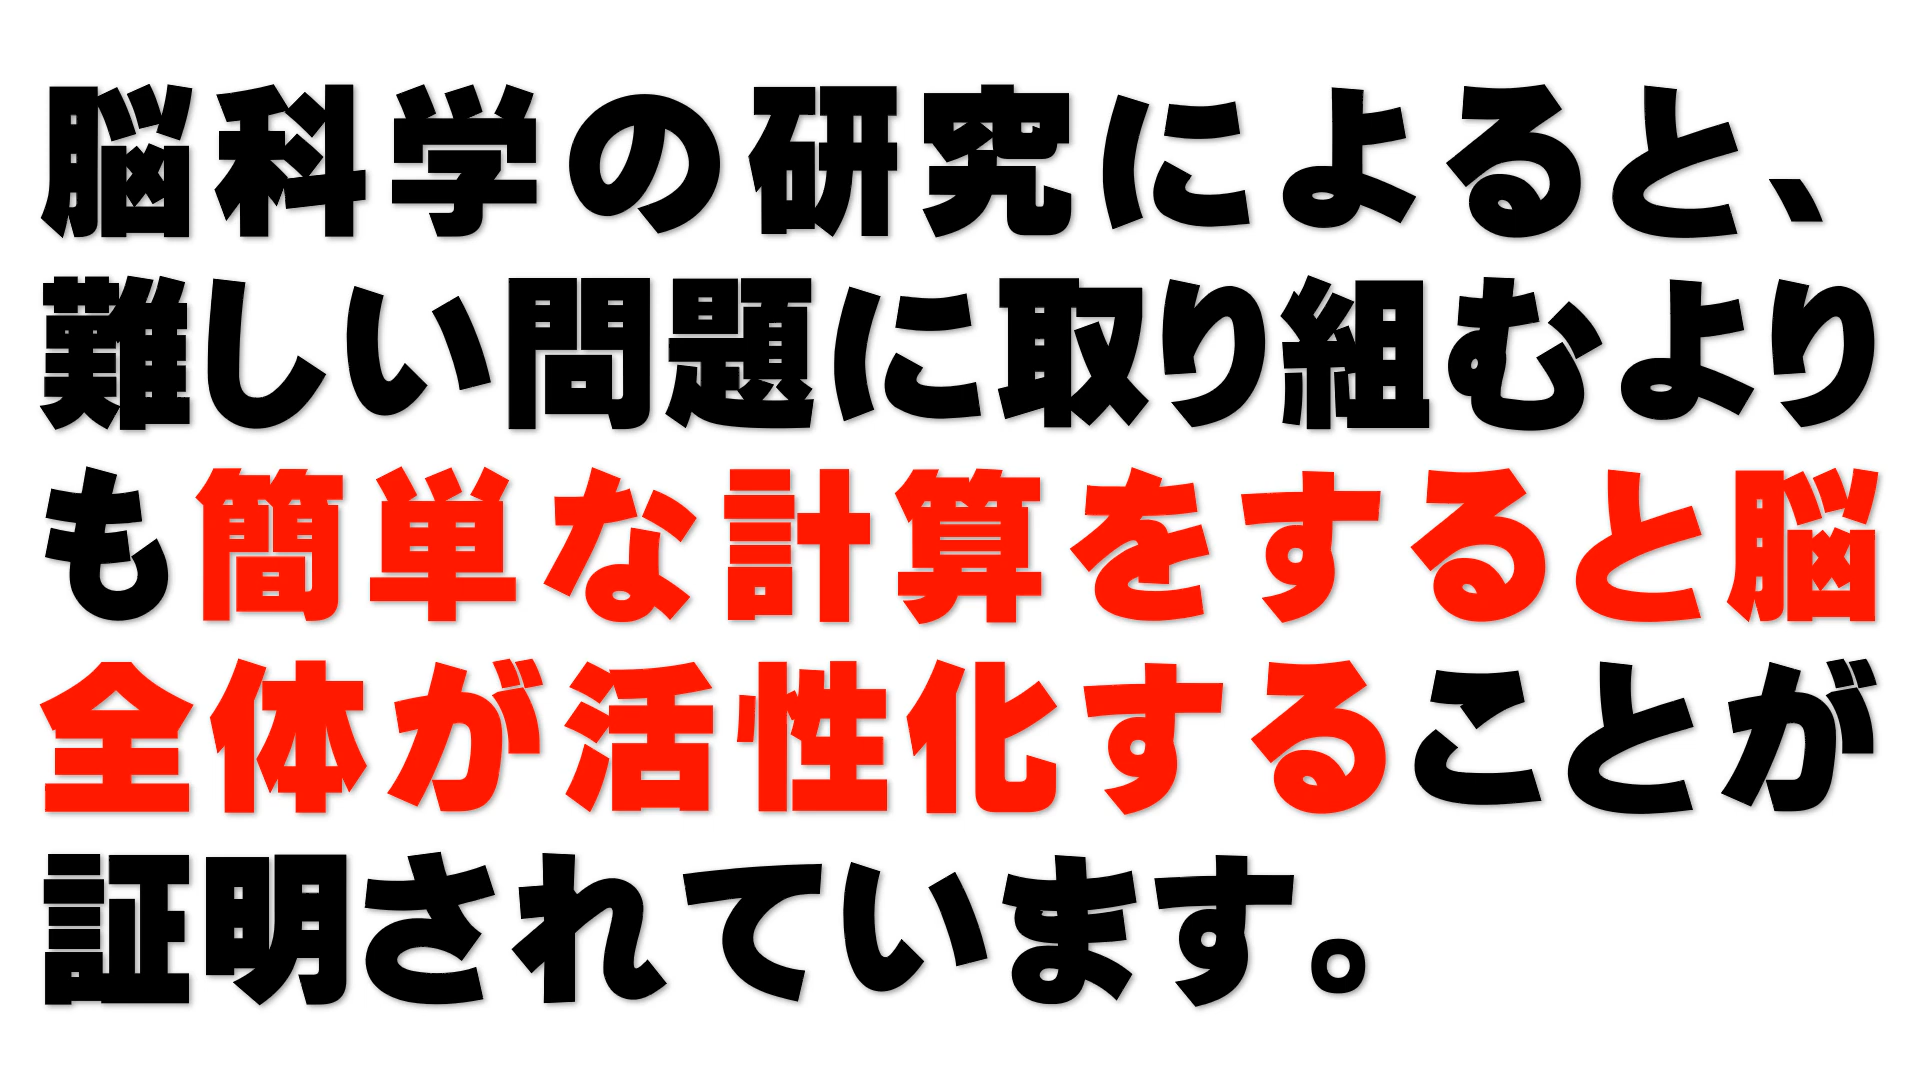 脳科学の研究によると、
難しい問題に取り組むより
も簡単な計算をすると脳
全体が活性化することが
証明されています。